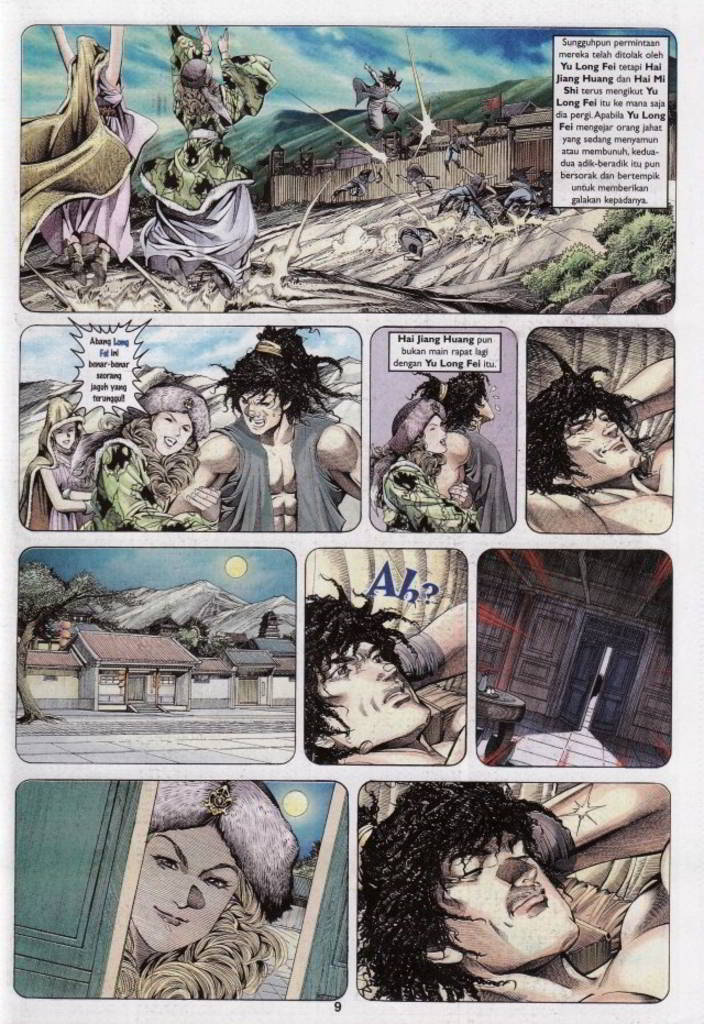 Sungguhpun permintaan
mereka telah ditolak oleh
Yu Long Fei tetapi Hai
Jiang Huang dan Hai Mi
Shi terus mengikut Yu
Long Fei itu ke mana saja
dia pergi. Apabila Yu Long
Fei mengejar orang jahat
yang sedang menyamun
atau membunuh, kedua-
dua adik-beradik itu pun
bersorak dan bertempik
untuk memberikan
galakan kepadanya.
Abang Long
Fei ini
benar-benar
seorang
jaguh yang
terunggul!
Hai Jiang Huang pun
bukan main rapat lagi
dengan Yu Long Fei itu.
Ah?
9